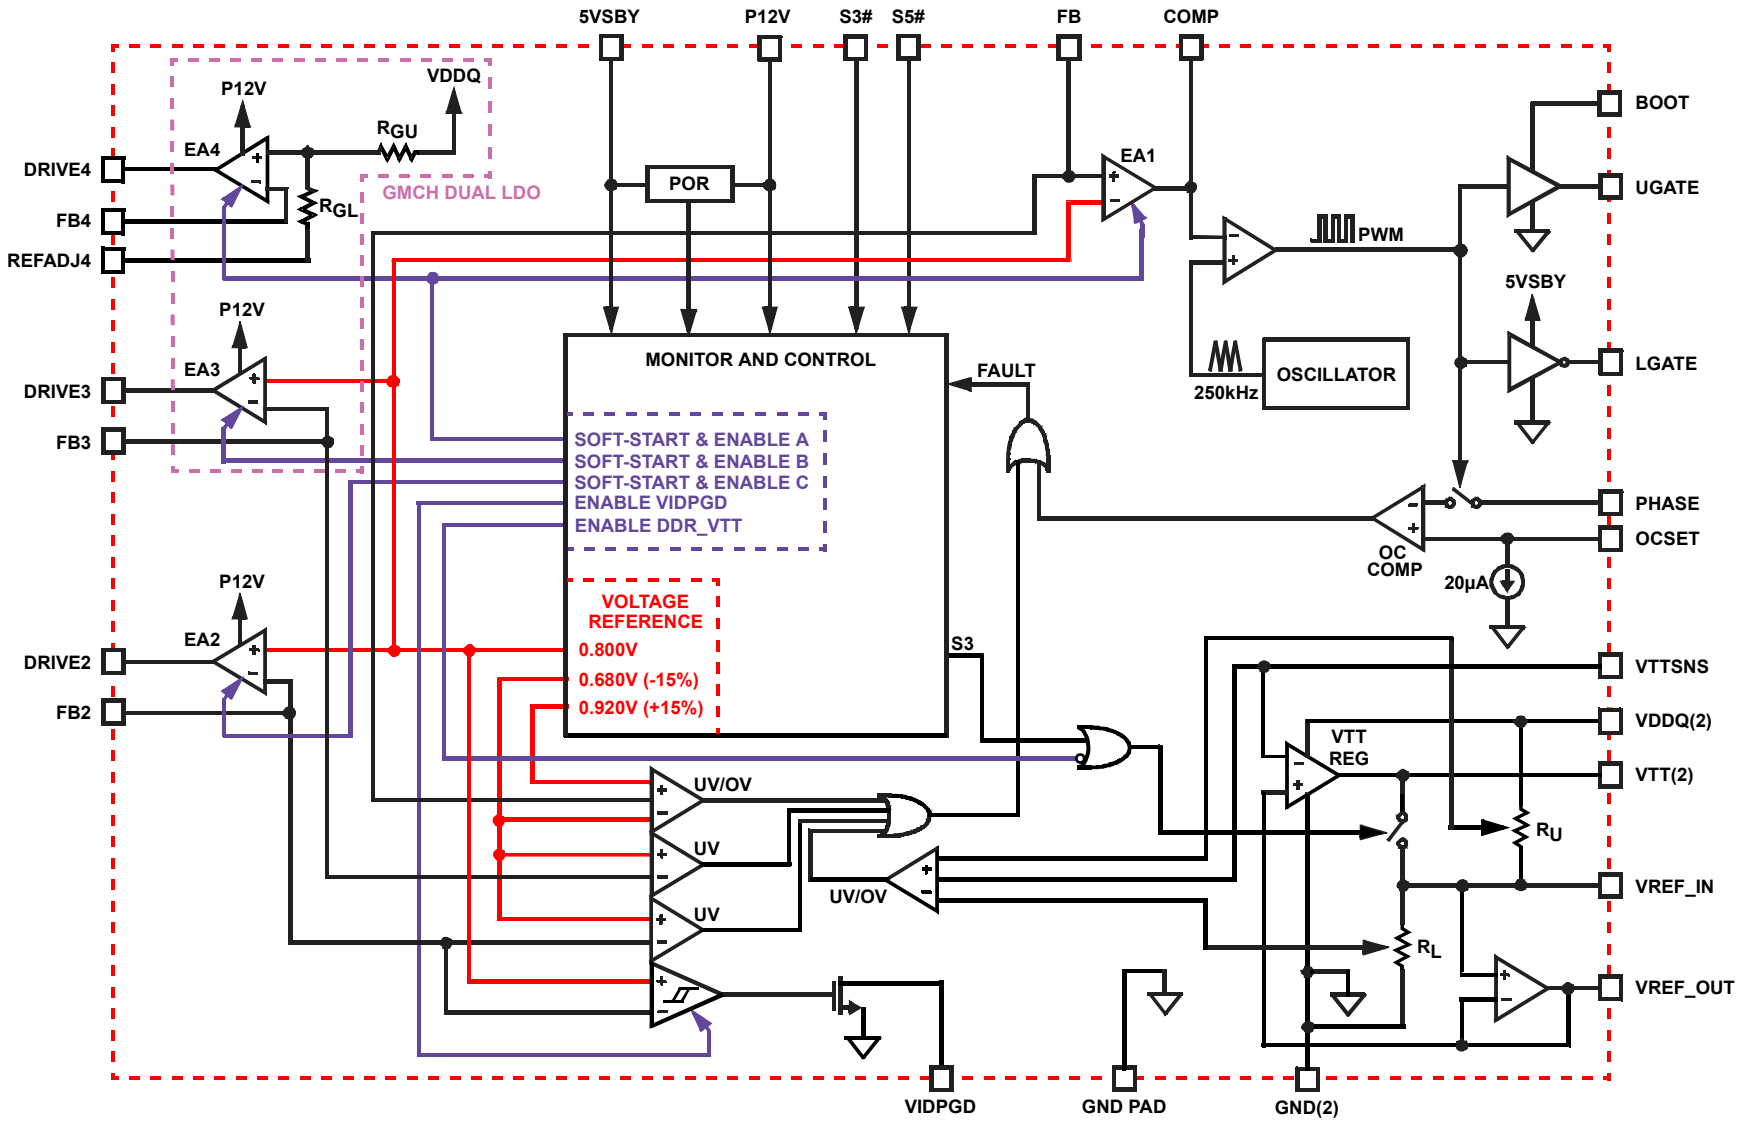 5VSBY
P12V
S3#
S5#
FB
COMP
BOOT
UGATE
5VSBY
LGATE
PHASE
OCSET
VTTSNS
VDDQ(2)
VTT(2)
VREF_IN
VREF_OUT
DRIVE4
FB4
REFADJ4
DRIVE3
FB3
DRIVE2
FB2
P12V
VDDQ
RGU
EA4
RGL
GMCH DUAL LDO
P12V
EA3
P12V
EA2
POR
EA1
PWM
OSCILLATOR
250kHz
MONITOR AND CONTROL
FAULT
SOFT-START & ENABLE A
SOFT-START & ENABLE B
SOFT-START & ENABLE C
ENABLE VIDPGD
ENABLE DDR_VTT
VOLTAGE
REFERENCE
0.800V
0.680V (-15%)
0.920V (+15%)
S3
OC
COMP
20µA
VTT
REG
RU
RL
UV/OV
UV
UV
UV/OV
VIDPGD
GND PAD
GND(2)